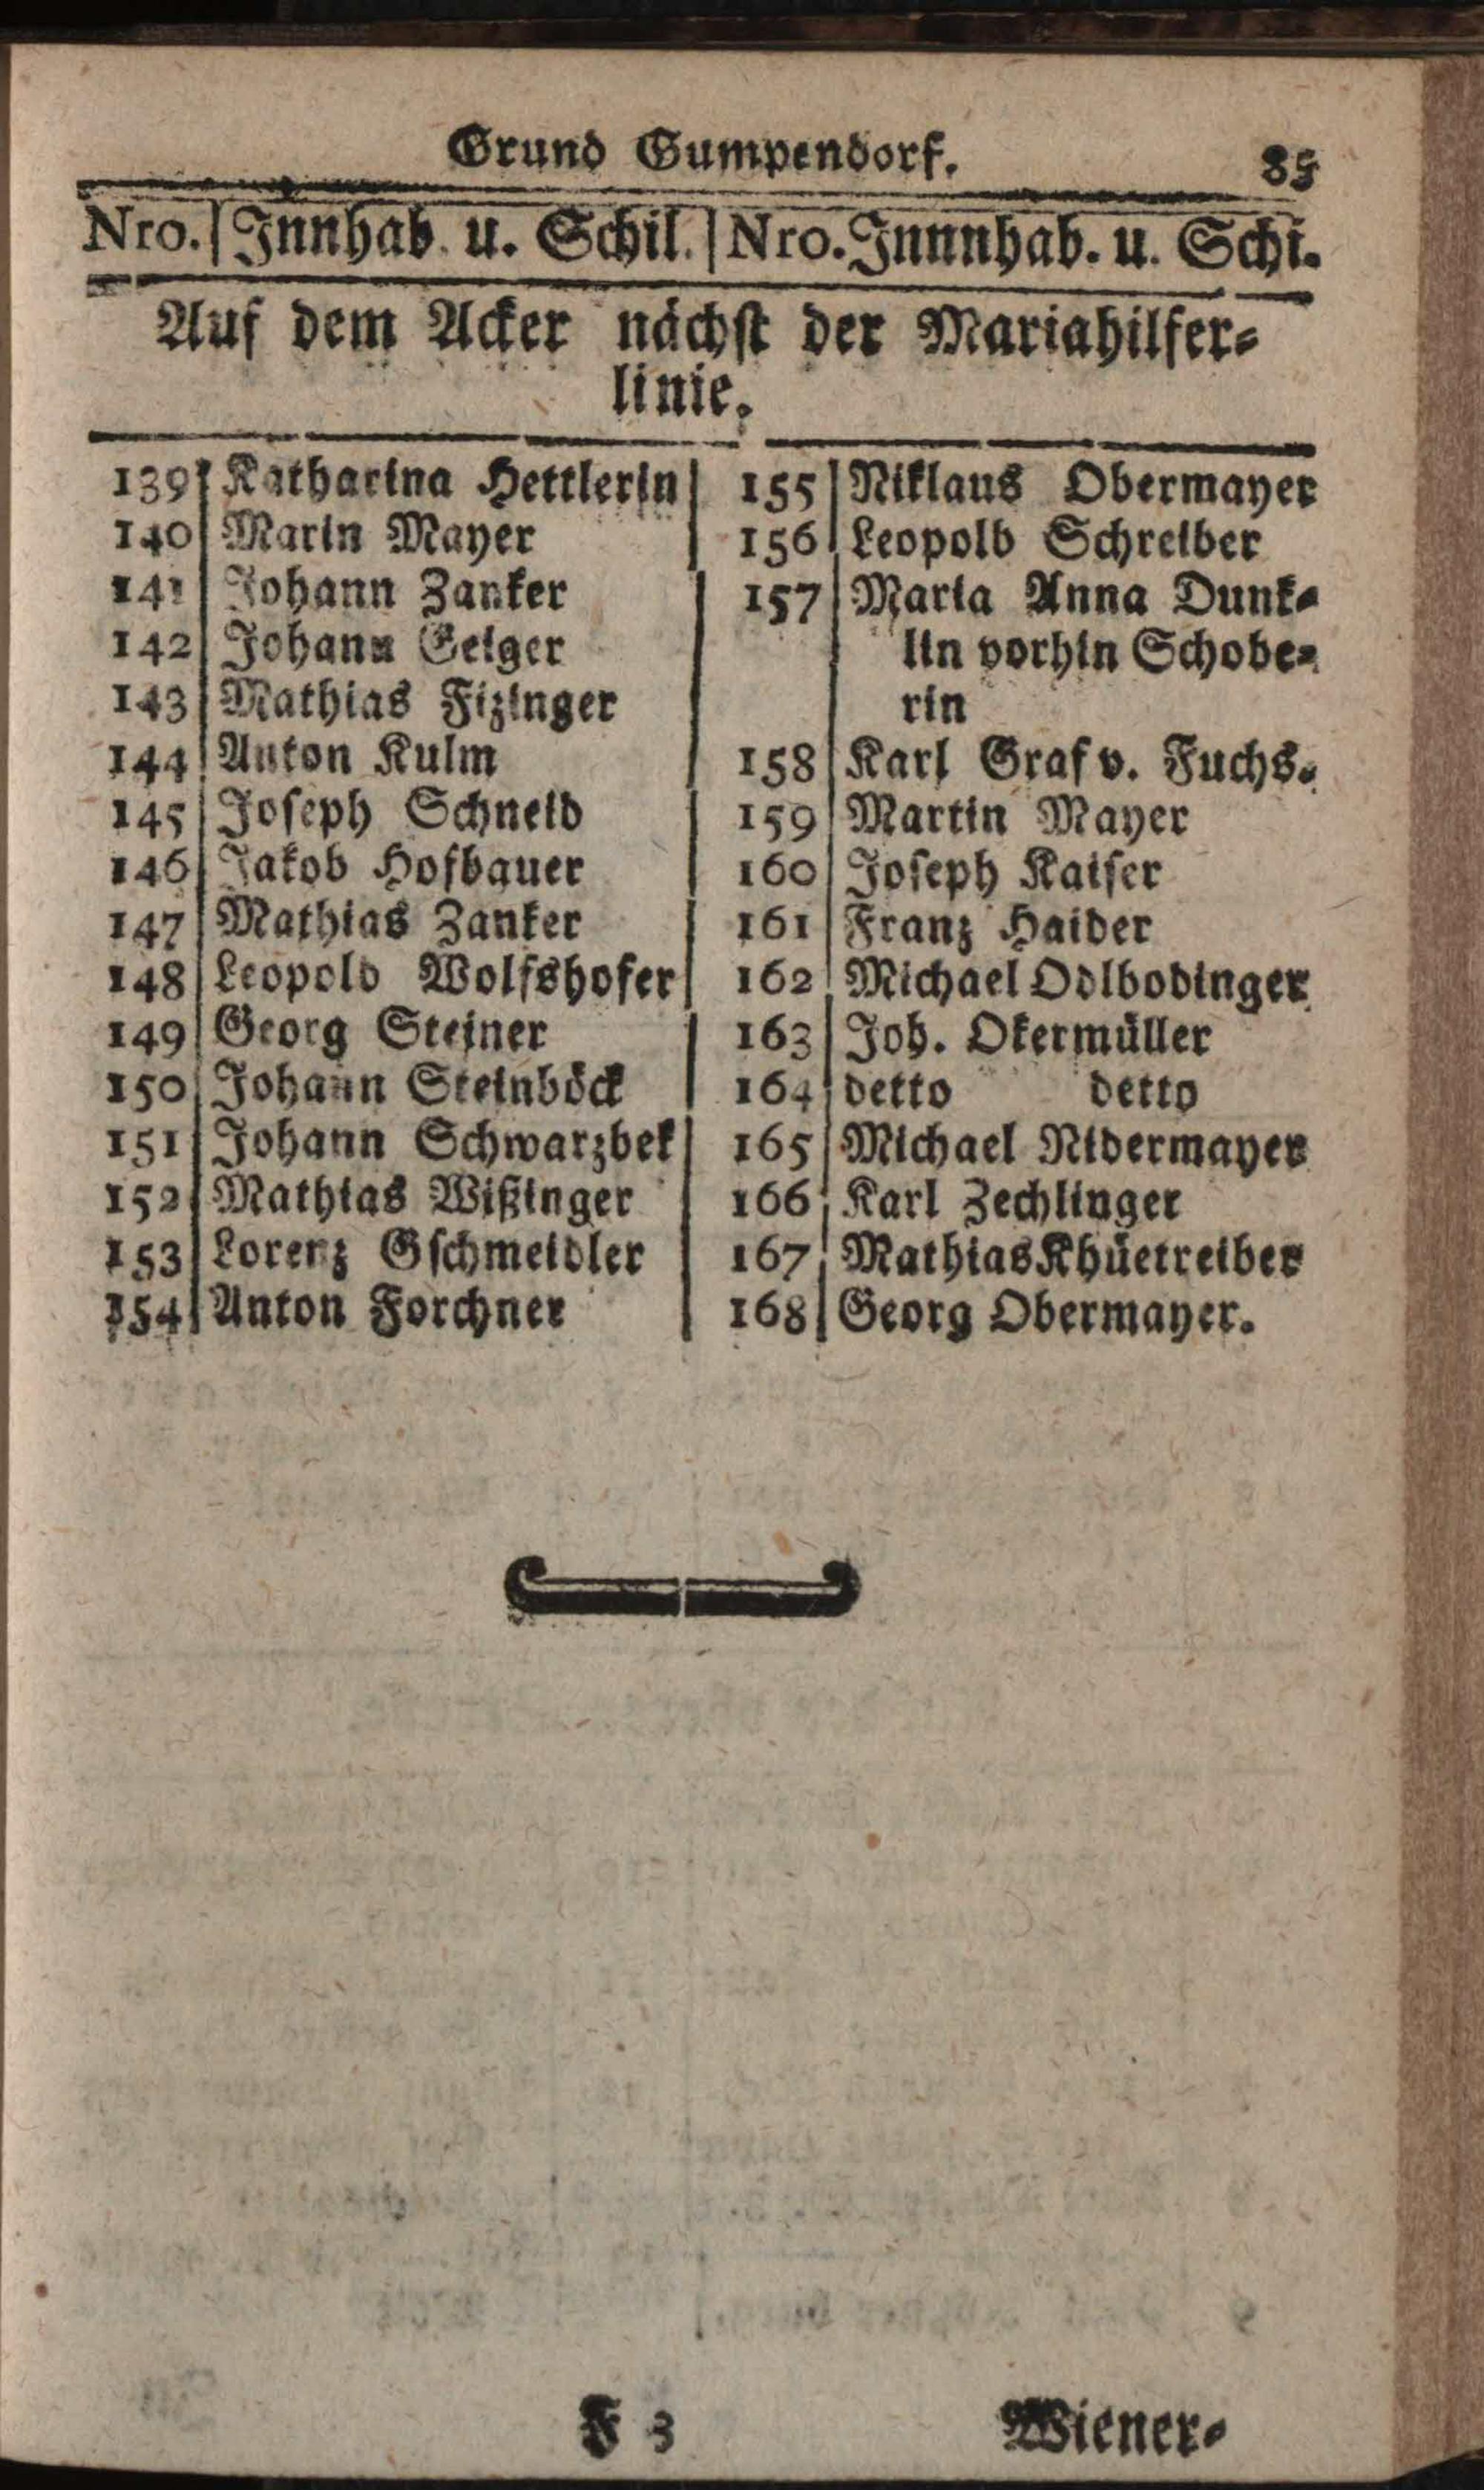 Grund Gumpendorf. 85
Nro. Innhab. u. Schil. Nro. Innnhab. u. Schi.
Auf dem Acker nächst der Mariahilfer-
linie.
139 Katharina Hettlerin
140 Marin Mayer
141 Johann Zanker
142 Johann Geiger
143 Mathias Fizinger
144 Anton Kulm
145 Joseph Schneid
146 Jakob Hofbauer
147 Mathias Zanker
148 Leopold Wolfshofer
149 Georg Steiner
150 Johann Steinböck
151 Johann Schwarzbek
152 Mathias Wißinger
153 Lorenz Gschmeidler
154 Anton Forchner
155 Niklaus Obermayer
156 Leopold Schreiber
157 Maria Anna Dunk-
lin vorhin Schobe-
rin
158 Karl Graf v. Fuchs.
159 Martin Mayer
160 Joseph Kaiser
161 Franz Haider
162 Michael Odlbodinger
163 Joh. Okermüller
164 detto detto
165 Michael Nidermayer
166 Karl Zechlinger
167 Mathias Khüetreiber
168 Georg Obermayer.
F 3 Wiener-